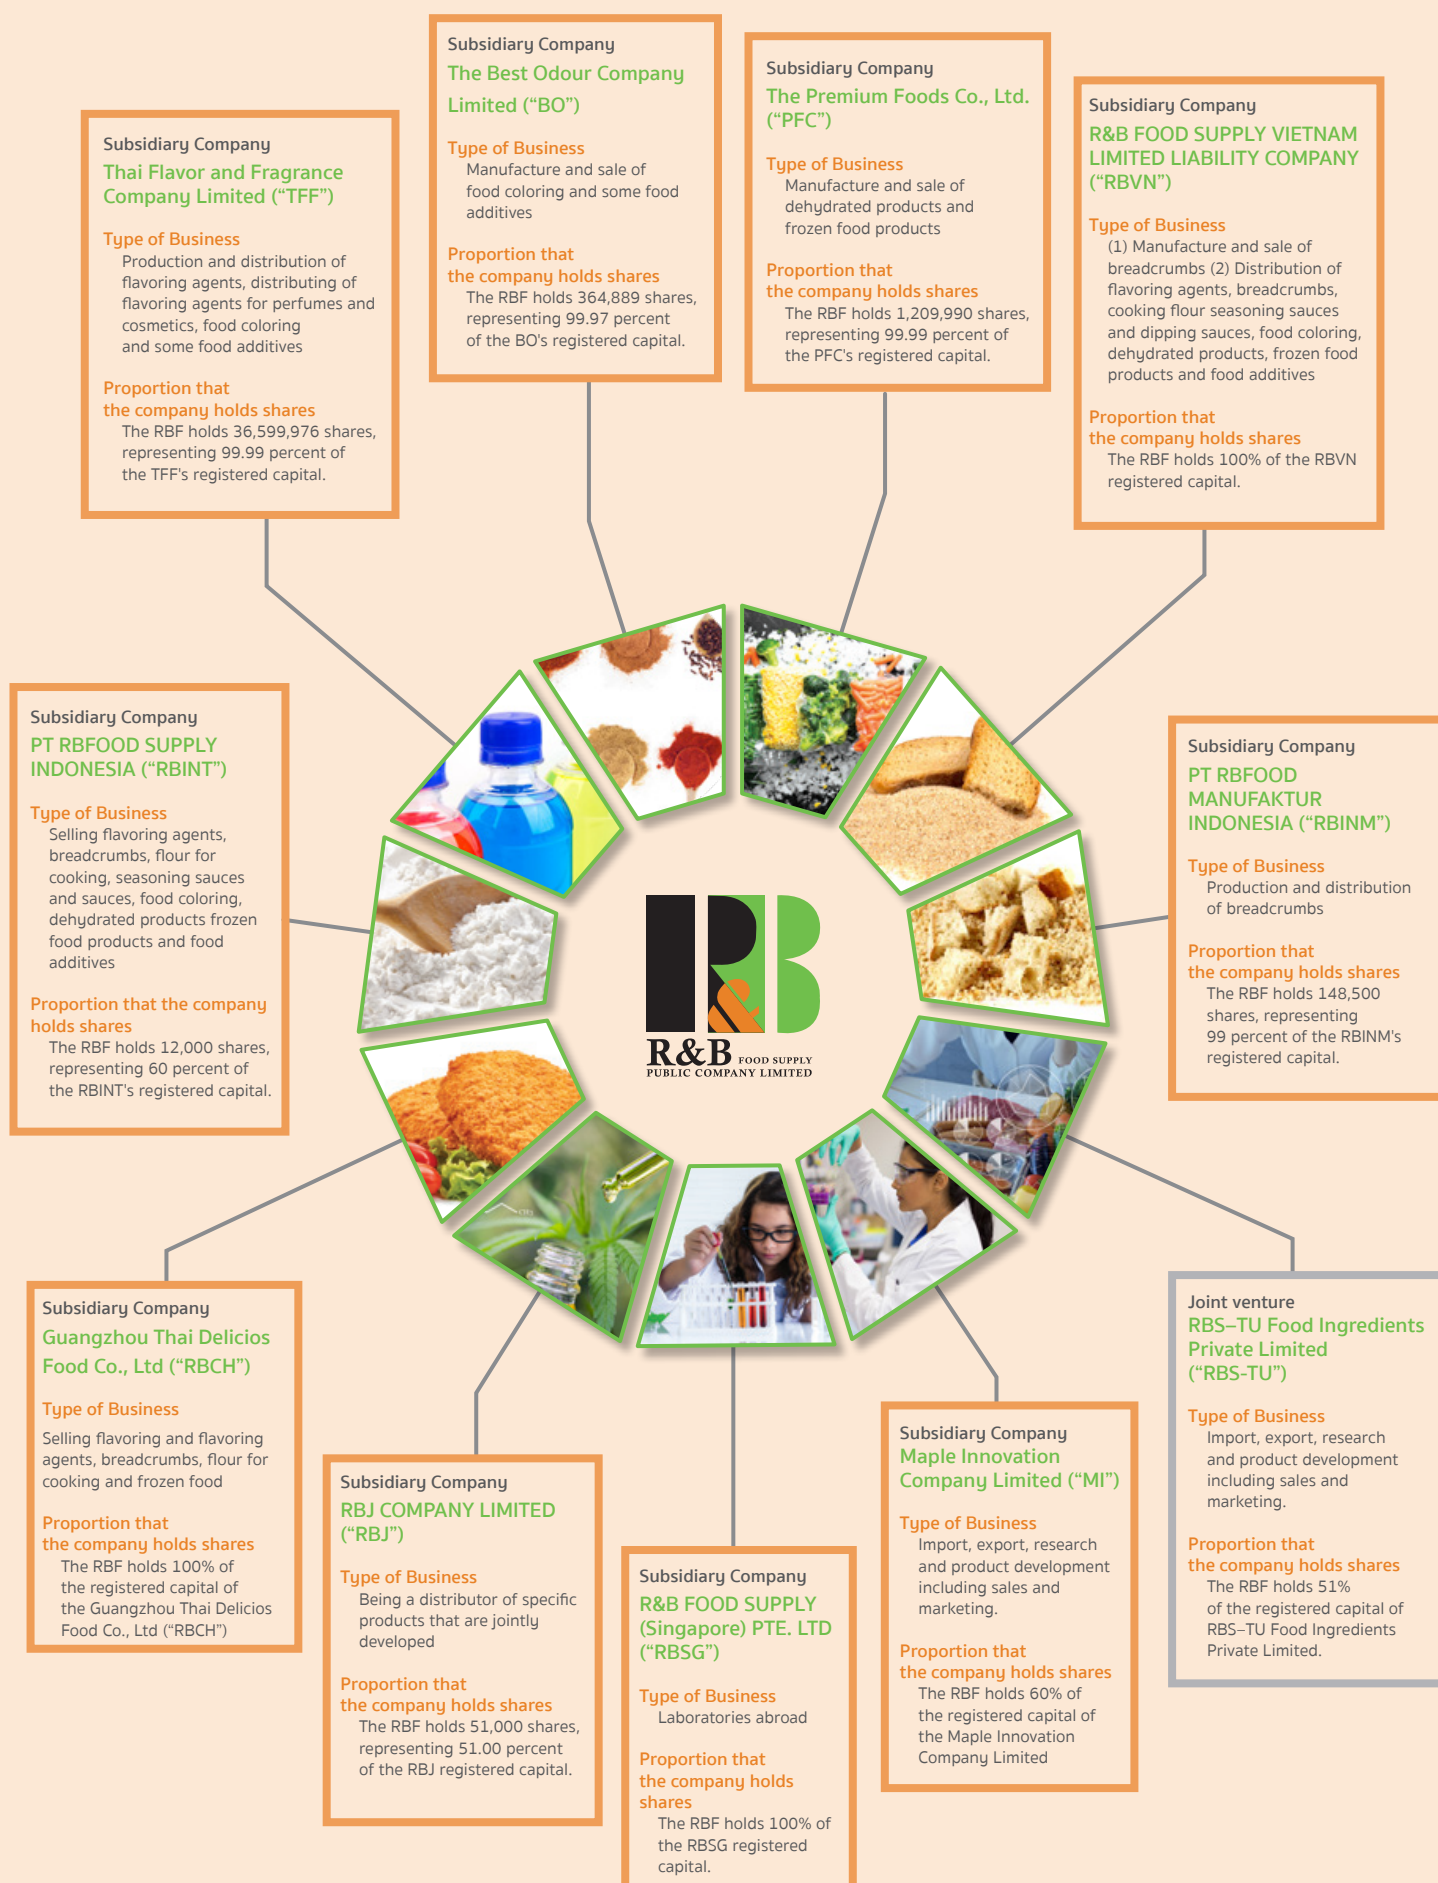 Subsidiary Company
The Best Odour Company
Limited (“BO”)
Type of Business
Manufacture and sale of
food coloring and some food
additives
Proportion that
the company holds shares
The RBF holds 364,889 shares,
representing 99.97 percent
of the BO's registered capital.
Subsidiary Company
The Premium Foods Co., Ltd.
(“PFC”)
Type of Business
Manufacture and sale of
dehydrated products and
frozen food products
Proportion that
the company holds shares
The RBF holds 1,209,990 shares,
representing 99.99 percent of
the PFC's registered capital.
Subsidiary Company
R&B FOOD SUPPLY VIETNAM
LIMITED LIABILITY COMPANY
(“RBVN”)
Type of Business
(1) Manufacture and sale of
breadcrumbs (2) Distribution of
flavoring agents, breadcrumbs,
cooking flour seasoning sauces
and dipping sauces, food coloring,
dehydrated products, frozen food
products and food additives
Proportion that
the company holds shares
The RBF holds 100% of the RBVN
registered capital.
Subsidiary Company
Thai Flavor and Fragrance
Company Limited (“TFF”)
Type of Business
Production and distribution of
flavoring agents, distributing of
flavoring agents for perfumes and
cosmetics, food coloring
and some food additives
Proportion that
the company holds shares
The RBF holds 36,599,976 shares,
representing 99.99 percent of
the TFF's registered capital.
Subsidiary Company
PT RBFOOD SUPPLY
INDONESIA (“RBINT”)
Type of Business
Selling flavoring agents,
breadcrumbs, flour for
cooking, seasoning sauces
and sauces, food coloring,
dehydrated products frozen
food products and food
additives
Proportion that the company
holds shares
The RBF holds 12,000 shares,
representing 60 percent of
the RBINT's registered capital.
Subsidiary Company
PT RBFOOD
MANUFAKTUR
INDONESIA (“RBINM”)
Type of Business
Production and distribution
of breadcrumbs
Proportion that
the company holds shares
The RBF holds 148,500
shares, representing
99 percent of the RBINM's
registered capital.
R&B
R&B FOOD SUPPLY
PUBLIC COMPANY LIMITED
Subsidiary Company
Guangzhou Thai Delicios
Food Co., Ltd (“RBCH”)
Type of Business
Selling flavoring and flavoring
agents, breadcrumbs, flour for
cooking and frozen food
Proportion that
the company holds shares
The RBF holds 100% of
the registered capital of
the Guangzhou Thai Delicios
Food Co., Ltd (“RBCH”)
Subsidiary Company
RBJ COMPANY LIMITED
(“RBJ”)
Type of Business
Being a distributor of specific
products that are jointly
developed
Proportion that
the company holds shares
The RBF holds 51,000 shares,
representing 51.00 percent
of the RBJ registered capital.
Subsidiary Company
R&B FOOD SUPPLY
(Singapore) PTE. LTD
(“RBSG”)
Type of Business
Laboratories abroad
Proportion that
the company holds
shares
The RBF holds 100% of
the RBSG registered
capital.
Subsidiary Company
Maple Innovation
Company Limited (“MI”)
Type of Business
Import, export, research
and product development
including sales and
marketing.
Proportion that
the company holds shares
The RBF holds 60% of
the registered capital of
the Maple Innovation
Company Limited
Joint venture
RBS–TU Food Ingredients
Private Limited
(“RBS-TU”)
Type of Business
Import, export, research
and product development
including sales and
marketing.
Proportion that
the company holds shares
The RBF holds 51%
of the registered capital of
RBS–TU Food Ingredients
Private Limited.